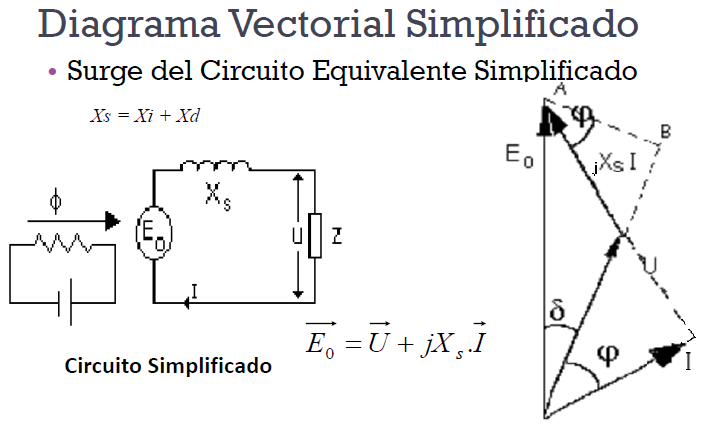 Diagrama Vectorial Simplificado
• Surge del Circuito Equivalente Simplificado
Xs = Xi + Xd
ϕ
E₀
Xₛ
U
Z
I
Circuito Simplificado
E₀ = U + jXₛ.I
A
φ
B
E₀
jXₛ I
U
δ
φ
I